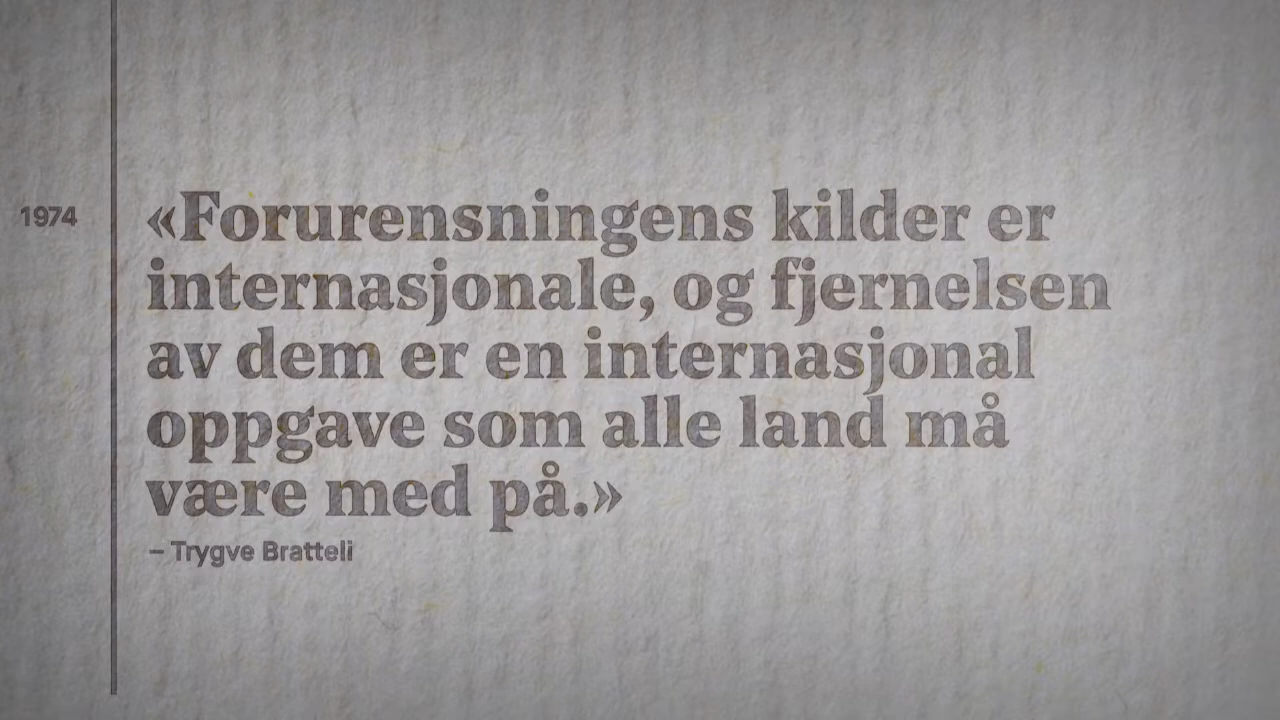 1974
«Forurensningens kilder er
internasjonale, og fjernelsen
av dem er en internasjonal
oppgave som alle land må
være med på.»
– Trygve Bratteli